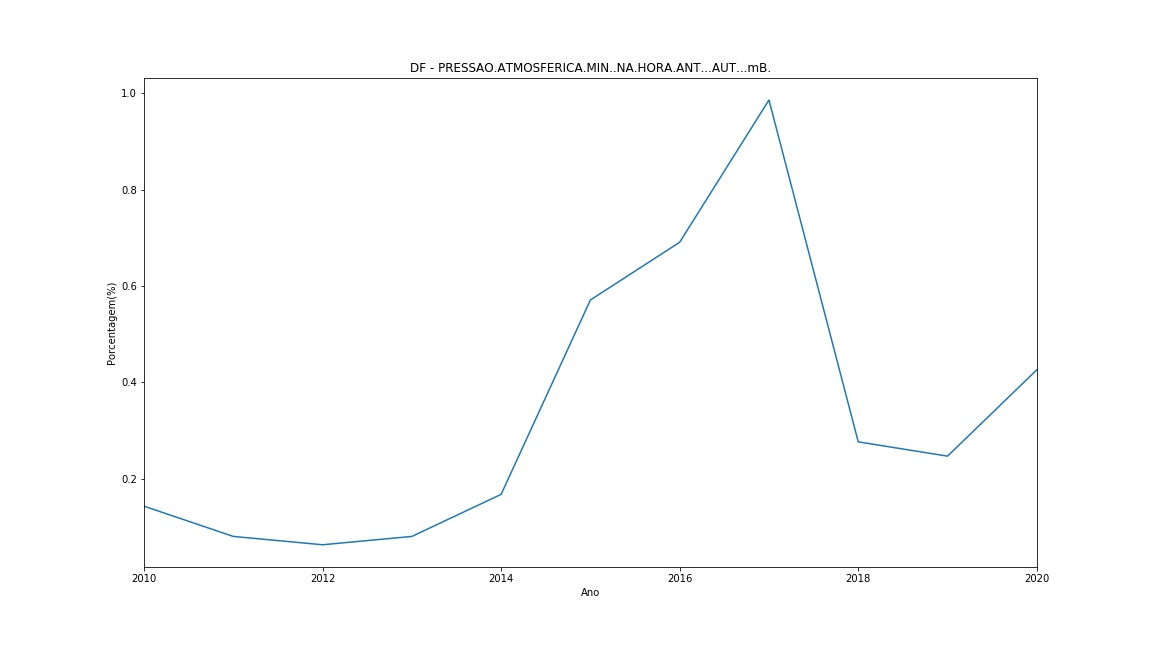 DF - PRESSAO.ATMOSFERICA.MIN..NA.HORA.ANT...AUT...mB.
1.0
0.8
0.6
0.4
0.2
Porcentagem(%)
2010 2012 2014 2016 2018 2020
Ano